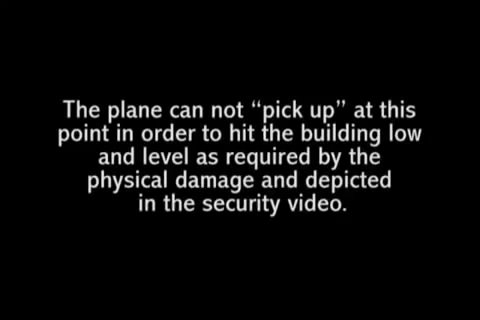 The plane can not “pick up” at this
point in order to hit the building low
and level as required by the
physical damage and depicted
in the security video.